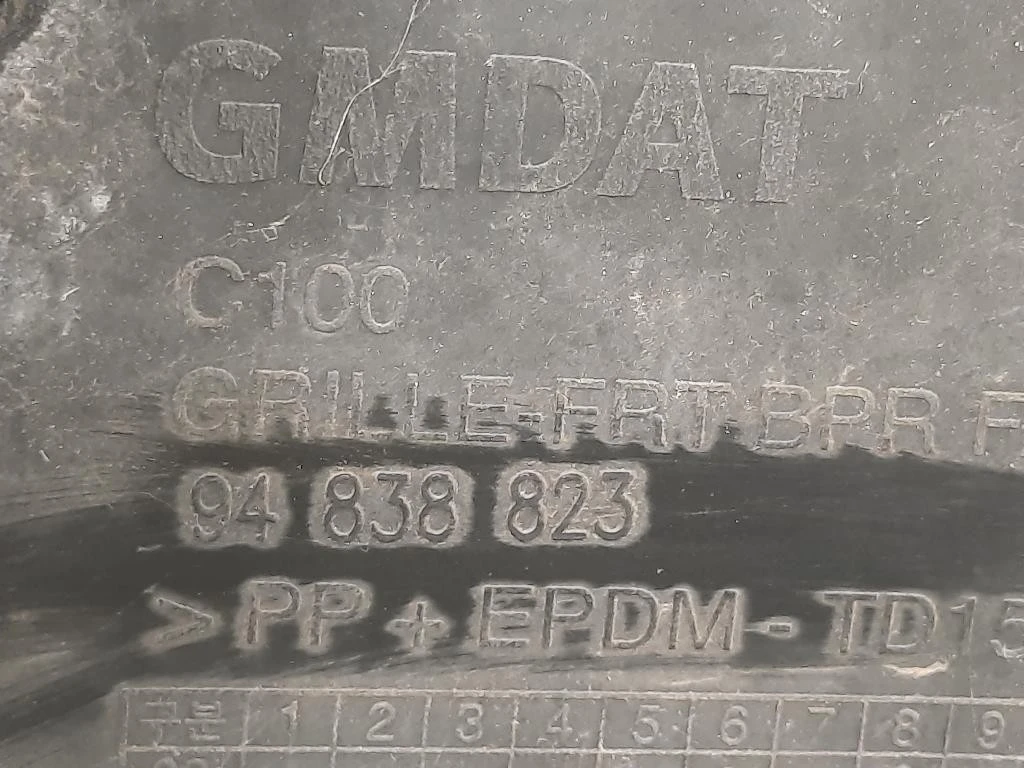 GMDAT
C100
GRILLE-FRT BPR F
94 838 823
>PP + EPDM - TD15
구분 1 2 3 4 5 6 7 8 9